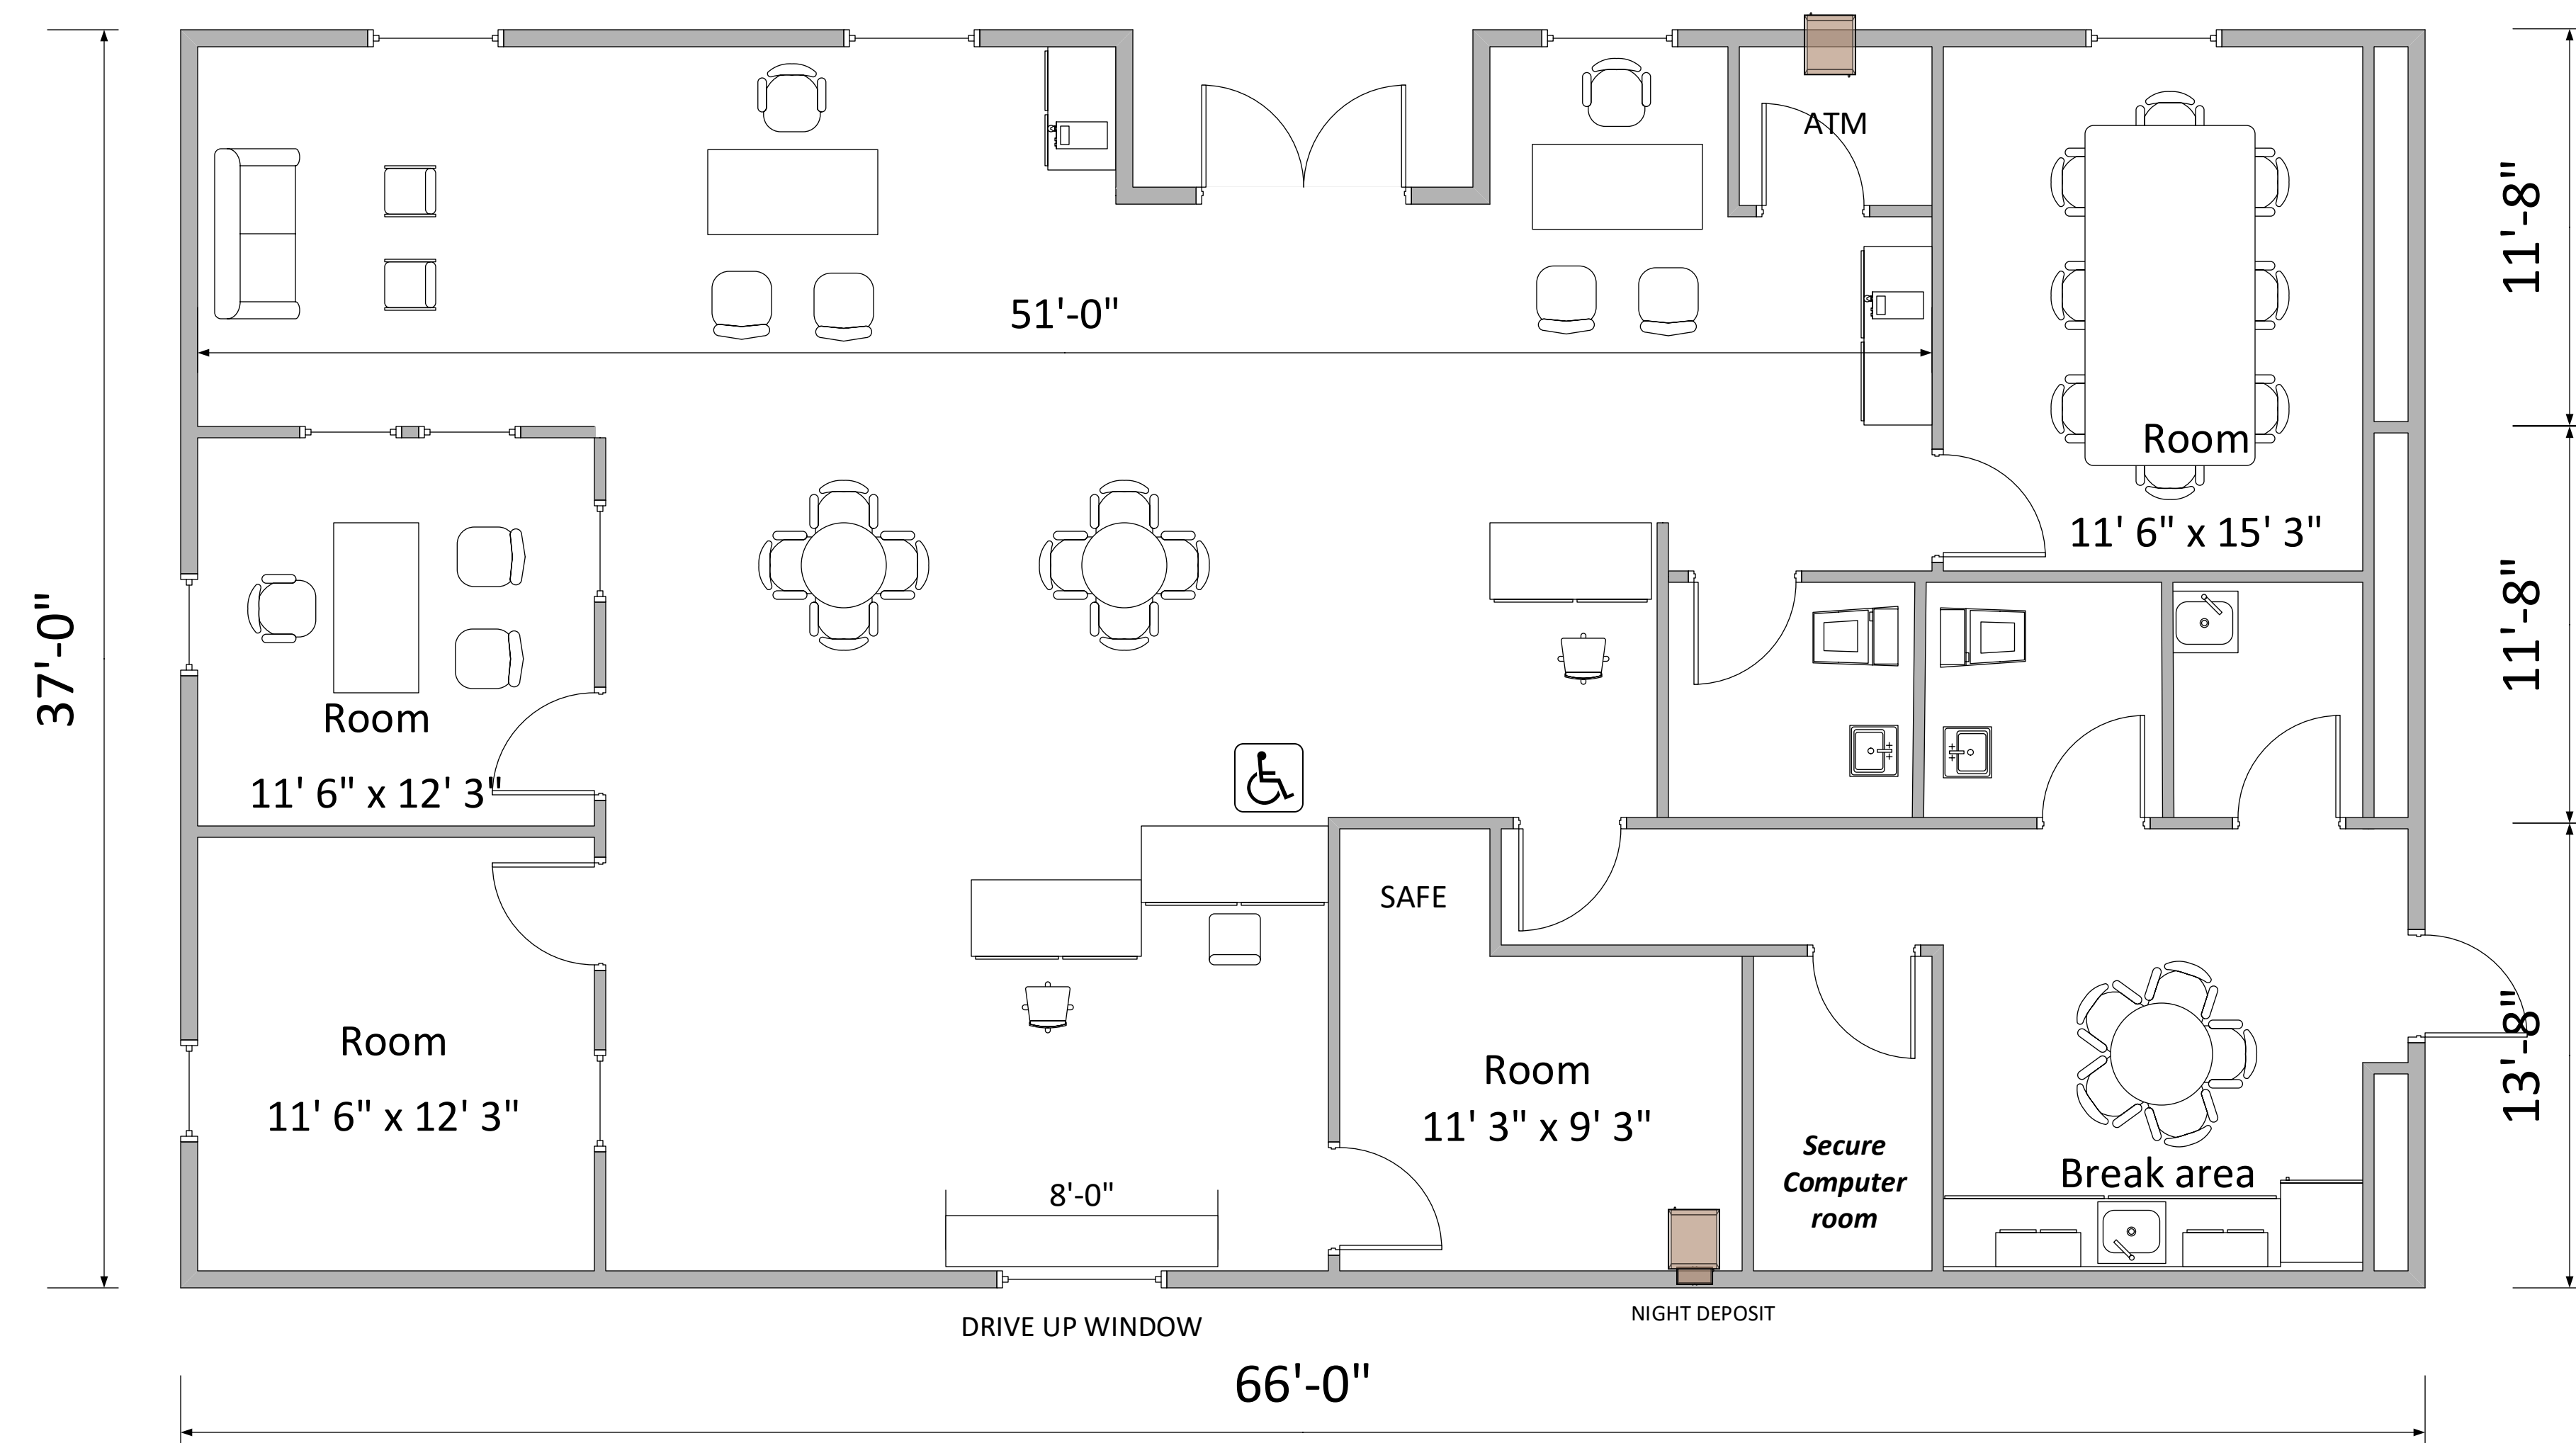 ATM
11'-8"
51'-0"
Room
11' 6" x 15' 3"
37'-0"
11'-8"
Room
11' 6" x 12' 3"
SAFE
Room
11' 6" x 12' 3"
Room
11' 3" x 9' 3"
13'-8"
Secure
Computer
room
Break area
8'-0"
DRIVE UP WINDOW
NIGHT DEPOSIT
66'-0"